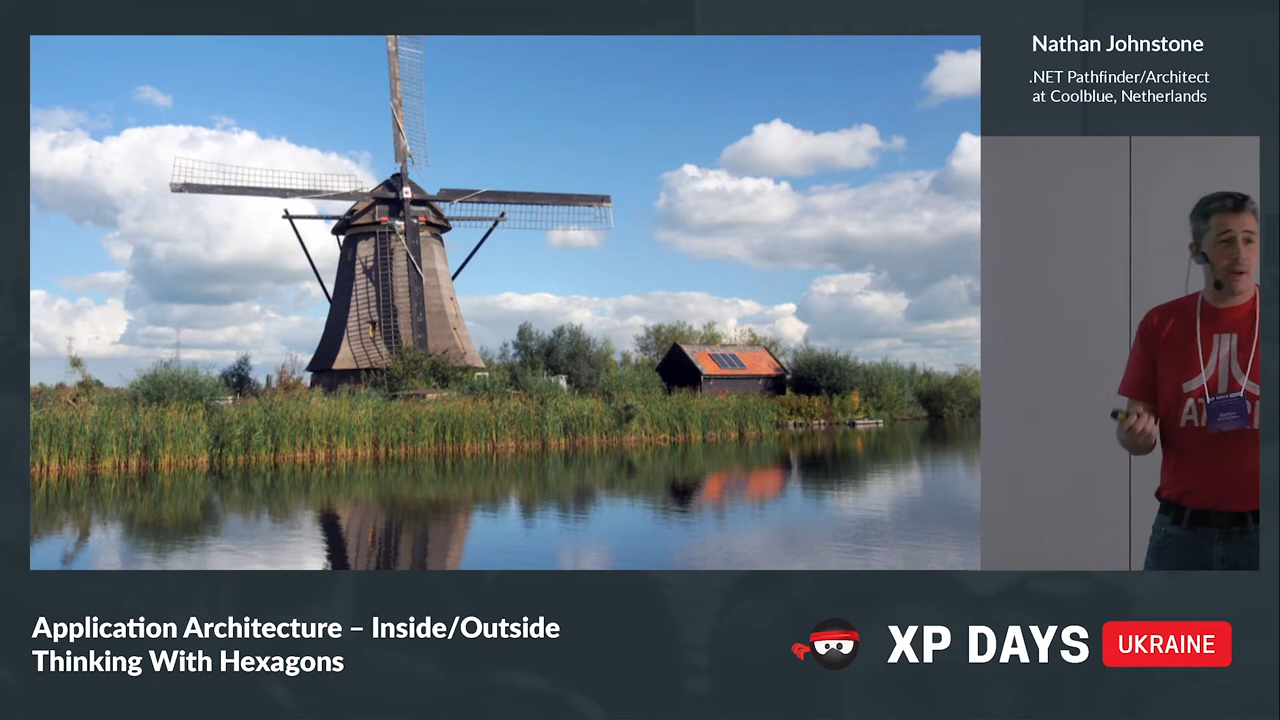 Nathan Johnstone
.NET Pathfinder/Architect
at Coolblue, Netherlands
Application Architecture – Inside/Outside
Thinking With Hexagons
XP DAYS UKRAINE